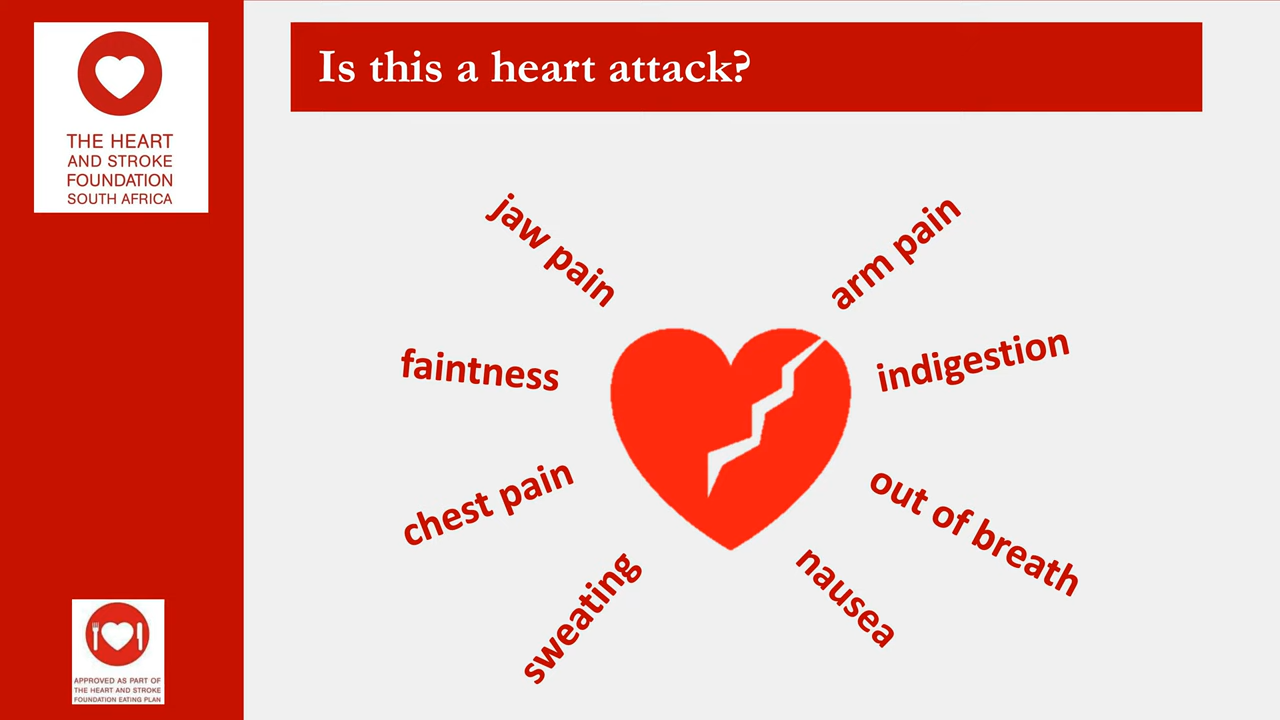 THE HEART
AND STROKE
FOUNDATION
SOUTH AFRICA
Is this a heart attack?
jaw pain
arm pain
faintness
indigestion
chest pain
out of breath
sweating
nausea
APPROVED AS PART OF
THE HEART AND STROKE
FOUNDATION EATING PLAN